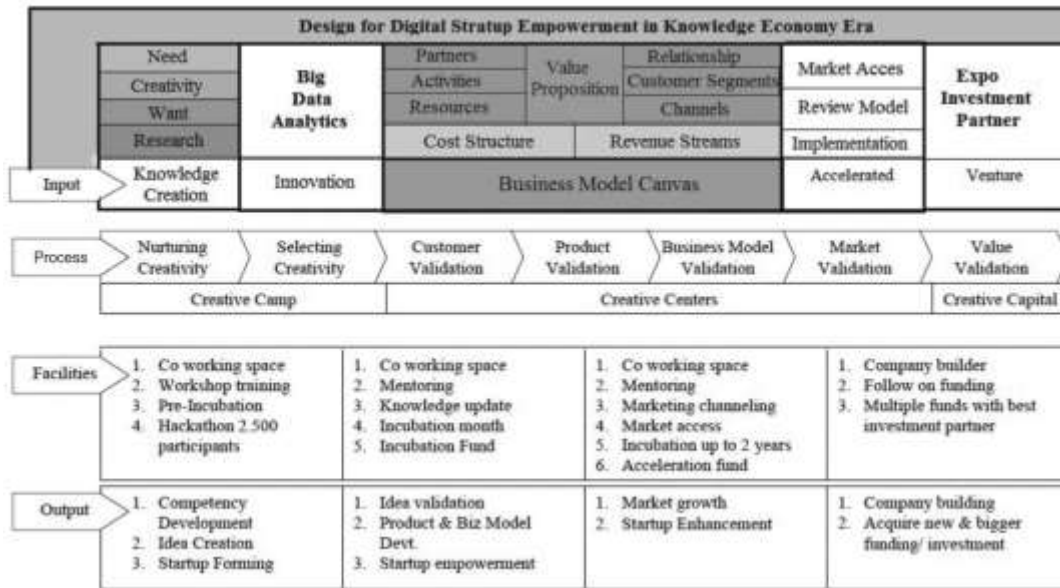 Design for Digital Stratup Empowerment in Knowledge Economy Era
Need
Creativity
Want
Research
Big
Data
Analytics
Partners
Activities
Resources
Value
Proposition
Relationship
Customer Segments
Channels
Cost Structure
Revenue Streams
Market Acces
Review Model
Implementation
Expo
Investment
Partner
Input
Knowledge
Creation
Innovation
Business Model Canvas
Accelerated
Venture
Process
Nurturing
Creativity
Selecting
Creativity
Customer
Validation
Product
Validation
Business Model
Validation
Market
Validation
Value
Validation
Creative Camp
Creative Centers
Creative Capital
Facilities
1. Co working space
2. Workshop training
3. Pre-Incubation
4. Hackathon 2.500
participants
1. Co working space
2. Mentoring
3. Knowledge update
4. Incubation month
5. Incubation Fund
1. Co working space
2. Mentoring
3. Marketing channeling
4. Market access
5. Incubation up to 2 years
6. Acceleration fund
1. Company builder
2. Follow on funding
3. Multiple funds with best
investment partner
Output
1. Competency
Development
2. Idea Creation
3. Startup Forming
1. Idea validation
2. Product & Biz Model
Devt.
3. Startup empowerment
1. Market growth
2. Startup Enhancement
1. Company building
2. Acquire new & bigger
funding/ investment